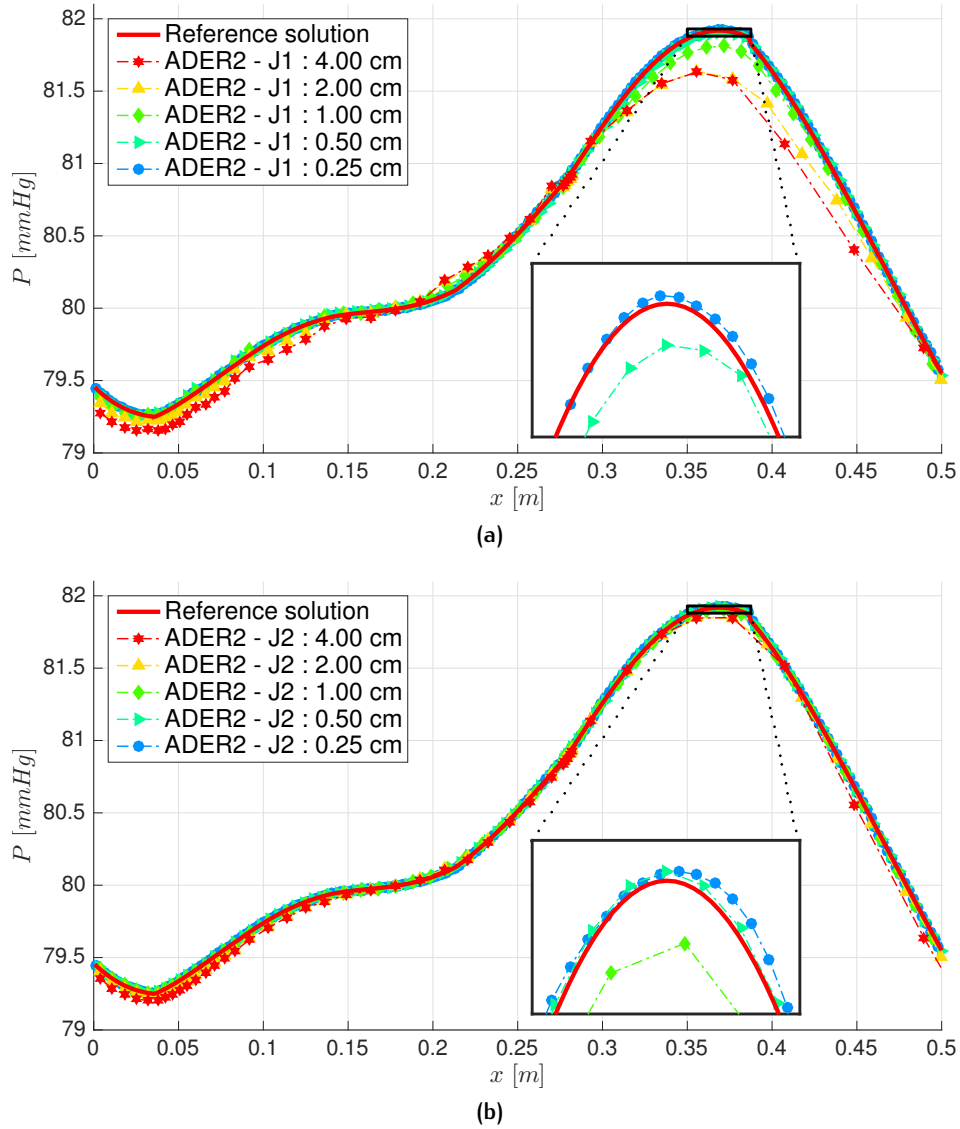 82
81.5
81
80.5
80
79.5
79
P [mmHg]
Reference solution
ADER2 - J1 : 4.00 cm
ADER2 - J1 : 2.00 cm
ADER2 - J1 : 1.00 cm
ADER2 - J1 : 0.50 cm
ADER2 - J1 : 0.25 cm
0 0.05 0.1 0.15 0.2 0.25 0.3 0.35 0.4 0.45 0.5
x [m]
(a)
82
81.5
81
80.5
80
79.5
79
P [mmHg]
Reference solution
ADER2 - J2 : 4.00 cm
ADER2 - J2 : 2.00 cm
ADER2 - J2 : 1.00 cm
ADER2 - J2 : 0.50 cm
ADER2 - J2 : 0.25 cm
0 0.05 0.1 0.15 0.2 0.25 0.3 0.35 0.4 0.45 0.5
x [m]
(b)